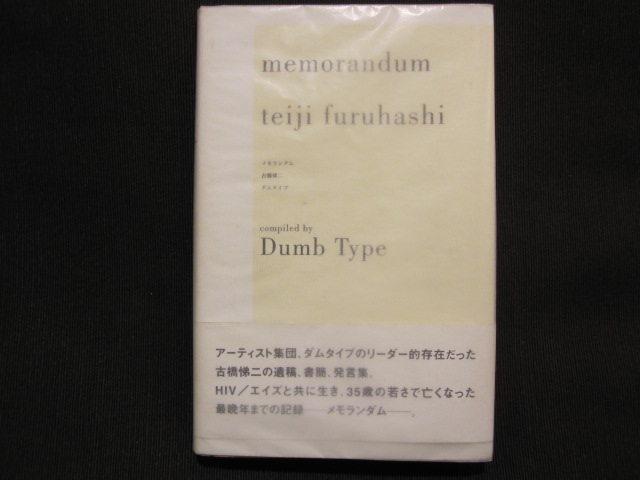 memorandum
teiji furuhashi
メモランダム
古橋悌二
ダムタイプ
compiled by
Dumb Type
アーティスト集団、ダムタイプのリーダー的存在だった
古橋悌二の遺稿、書簡、発言集。
HIV／エイズと共に生き、35歳の若さで亡くなった
最晩年までの記録——メモランダム——。